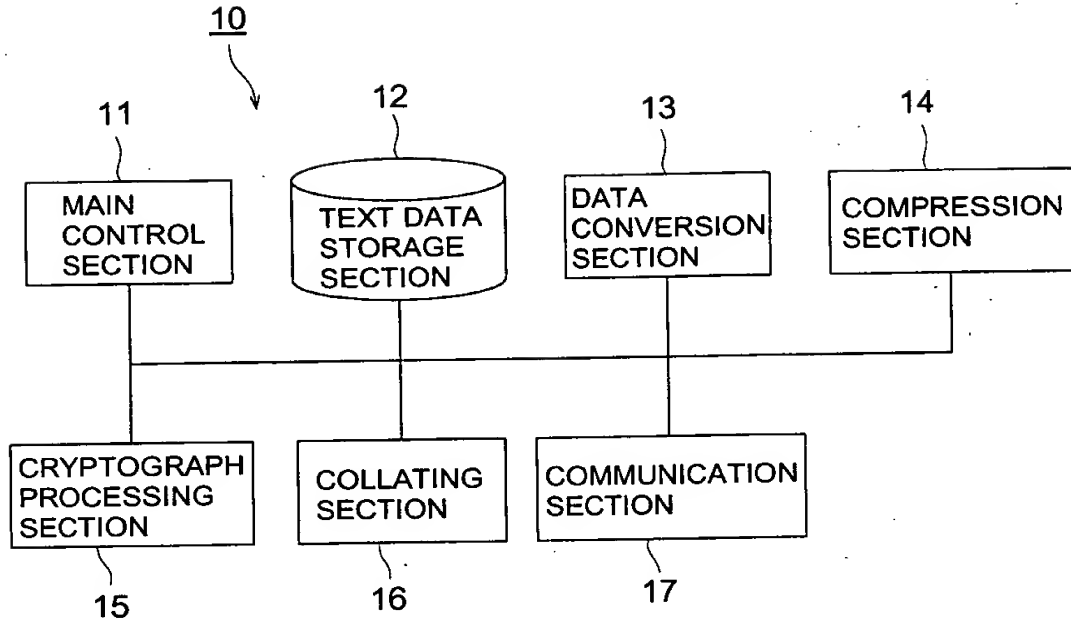 10
11
12
13
14
MAIN
CONTROL
SECTION
TEXT DATA
STORAGE
SECTION
DATA
CONVERSION
SECTION
COMPRESSION
SECTION
CRYPTOGRAPH
PROCESSING
SECTION
COLLATING
SECTION
COMMUNICATION
SECTION
15
16
17